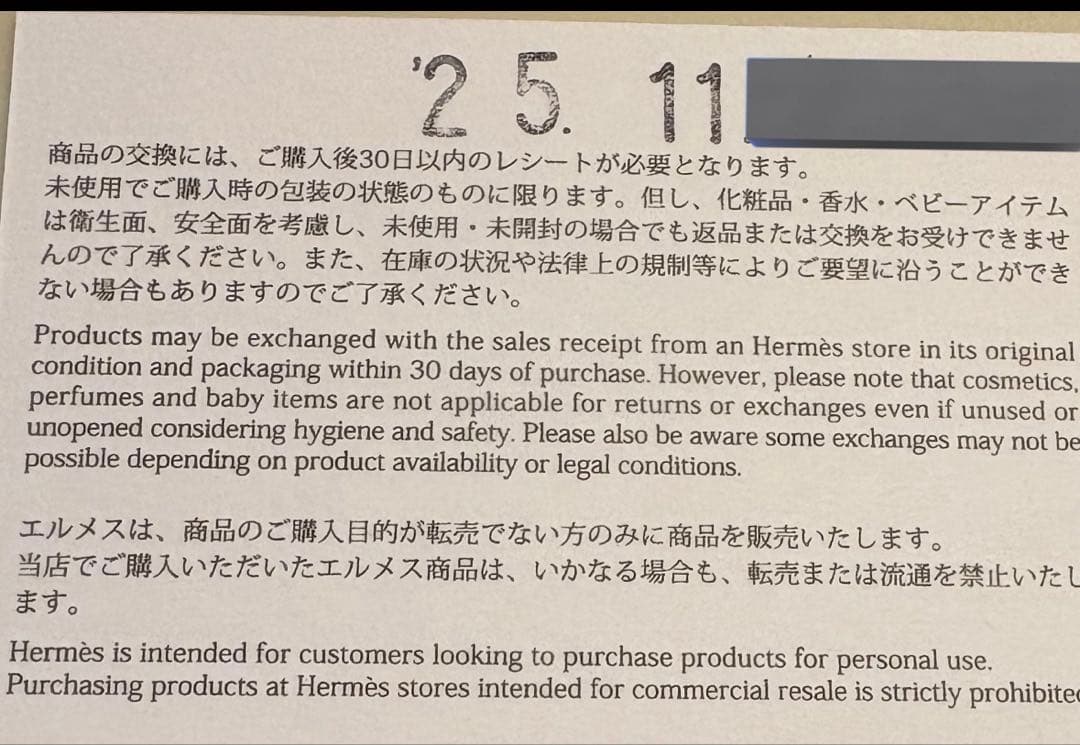 '25. 11.
商品の交換には、ご購入後30日以内のレシートが必要となります。
未使用でご購入時の包装の状態のものに限ります。但し、化粧品・香水・ベビーアイテム
は衛生面、安全面を考慮し、未使用・未開封の場合でも返品または交換をお受けできませ
んので了承ください。また、在庫の状況や法律上の規制等によりご要望に沿うことができ
ない場合もありますのでご了承ください。
Products may be exchanged with the sales receipt from an Hermès store in its original
condition and packaging within 30 days of purchase. However, please note that cosmetics,
perfumes and baby items are not applicable for returns or exchanges even if unused or
unopened considering hygiene and safety. Please also be aware some exchanges may not be
possible depending on product availability or legal conditions.
エルメスは、商品のご購入目的が転売でない方のみに商品を販売いたします。
当店でご購入いただいたエルメス商品は、いかなる場合も、転売または流通を禁止いたし
ます。
Hermès is intended for customers looking to purchase products for personal use.
Purchasing products at Hermès stores intended for commercial resale is strictly prohibited